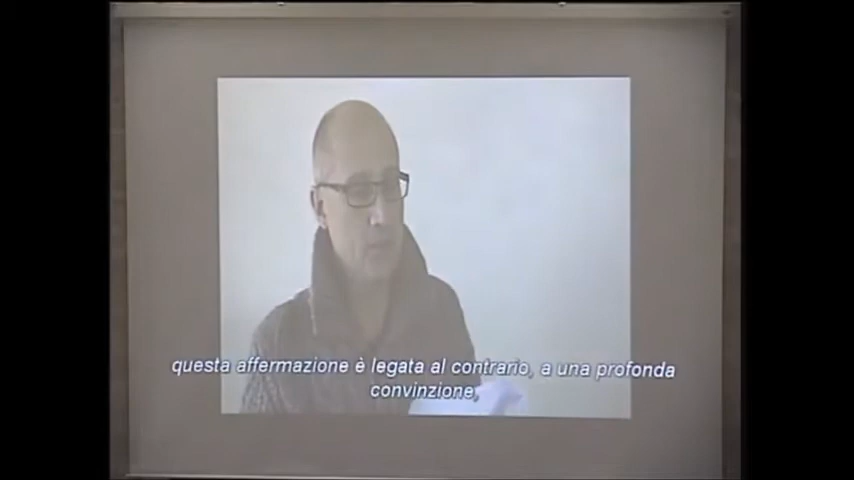 questa affermazione è legata al contrario, a una profonda
convinzione,